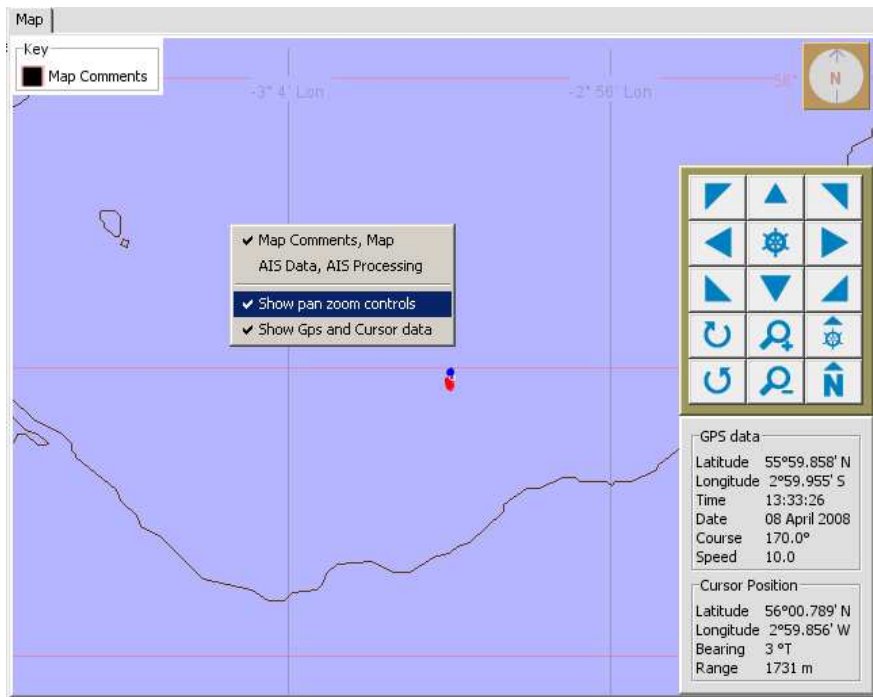 Map
Key
Map Comments
-3° 4' Lon
-2° 56' Lon
56°
N
Map Comments, Map
AIS Data, AIS Processing
Show pan zoom controls
Show Gps and Cursor data
N
GPS data
Latitude 55°59.858' N
Longitude 2°59.955' S
Time 13:33:26
Date 08 April 2008
Course 170.0°
Speed 10.0
Cursor Position
Latitude 56°00.789' N
Longitude 2°59.856' W
Bearing 3 °T
Range 1731 m